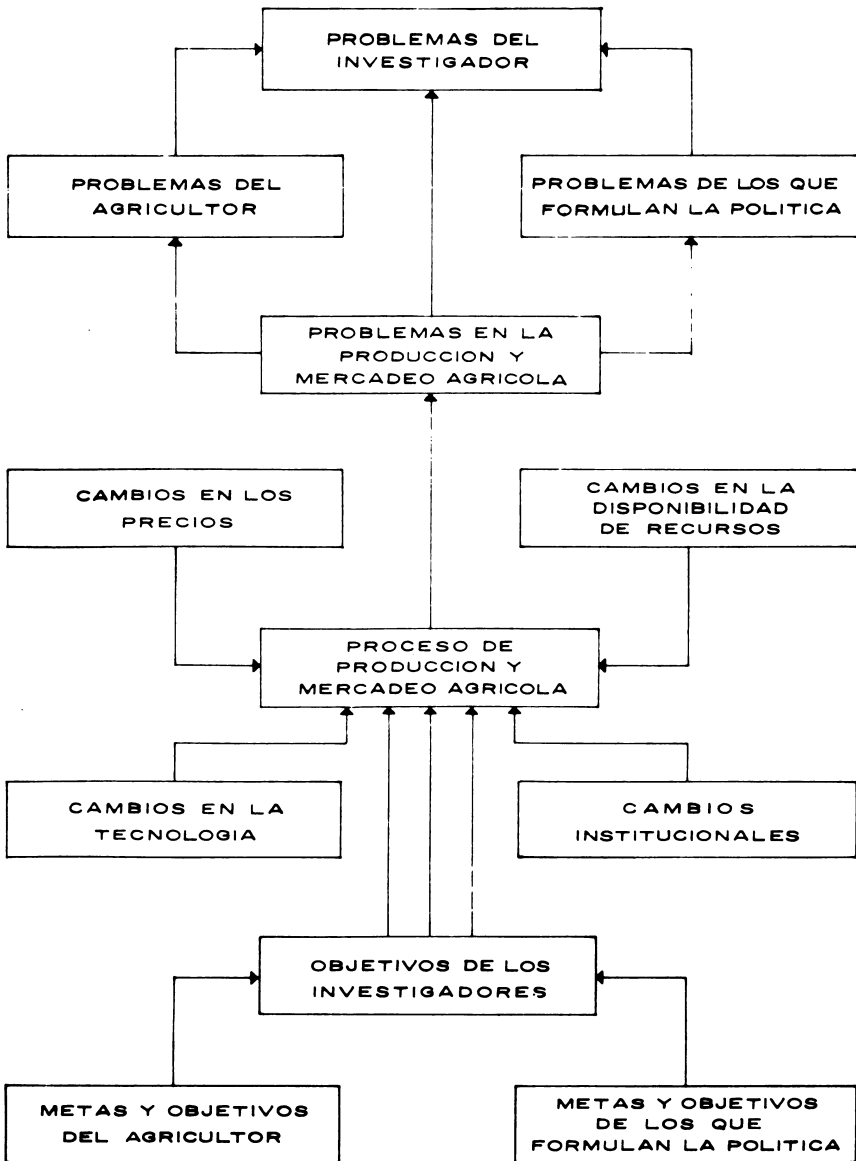 PROBLEMAS DEL
INVESTIGADOR
PROBLEMAS DEL
AGRICULTOR
PROBLEMAS DE LOS QUE
FORMULAN LA POLITICA
PROBLEMAS EN LA
PRODUCCION Y
MERCADEO AGRICOLA
CAMBIOS EN LOS
PRECIOS
CAMBIOS EN LA
DISPONIBILIDAD
DE RECURSOS
PROCESO DE
PRODUCCION Y
MERCADEO AGRICOLA
CAMBIOS EN LA
TECNOLOGIA
CAMBIOS
INSTITUCIONALES
OBJETIVOS DE LOS
INVESTIGADORES
METAS Y OBJETIVOS
DEL AGRICULTOR
METAS Y OBJETIVOS
DE LOS QUE
FORMULAN LA POLITICA